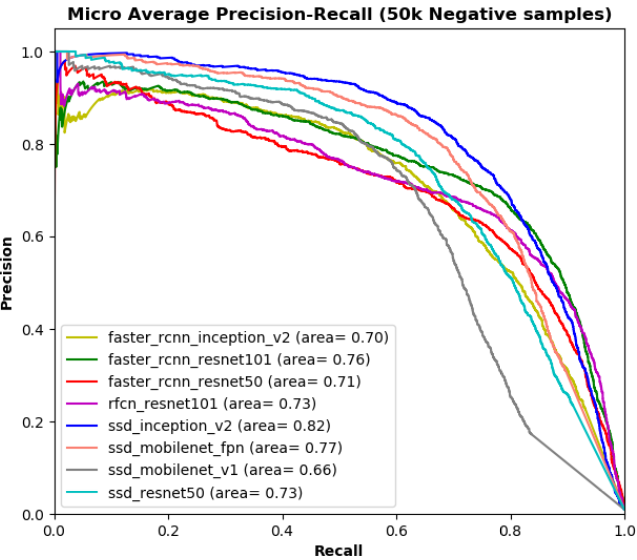 Micro Average Precision-Recall (50k Negative samples)
1.0
0.8
0.6
0.4
0.2
0.0
Precision
faster_rcnn_inception_v2 (area= 0.70)
faster_rcnn_resnet101 (area= 0.76)
faster_rcnn_resnet50 (area= 0.71)
rfcn_resnet101 (area= 0.73)
ssd_inception_v2 (area= 0.82)
ssd_mobilenet_fpn (area= 0.77)
ssd_mobilenet_v1 (area= 0.66)
ssd_resnet50 (area= 0.73)
0.0 0.2 0.4 0.6 0.8 1.0
Recall